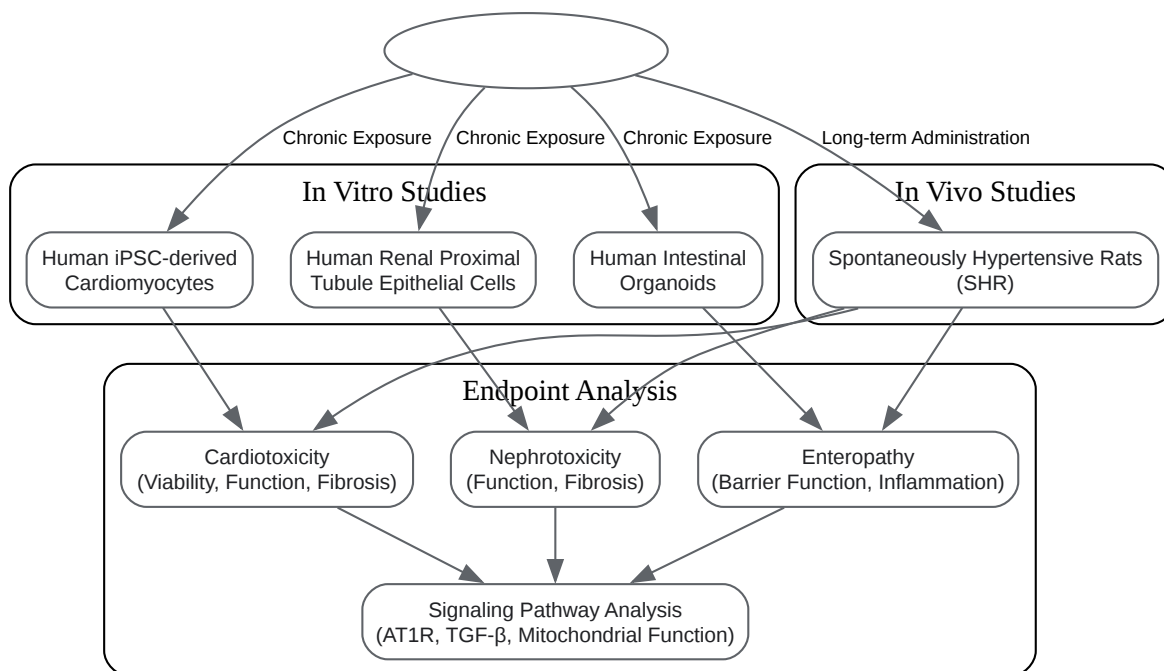 Chronic Exposure
Chronic Exposure
Chronic Exposure
Long-term Administration
In Vitro Studies
In Vivo Studies
Human iPSC-derived
Cardiomyocytes
Human Renal Proximal
Tubule Epithelial Cells
Human Intestinal
Organoids
Spontaneously Hypertensive Rats
(SHR)
Endpoint Analysis
Cardiotoxicity
(Viability, Function, Fibrosis)
Nephrotoxicity
(Function, Fibrosis)
Enteropathy
(Barrier Function, Inflammation)
Signaling Pathway Analysis
(AT1R, TGF-β, Mitochondrial Function)